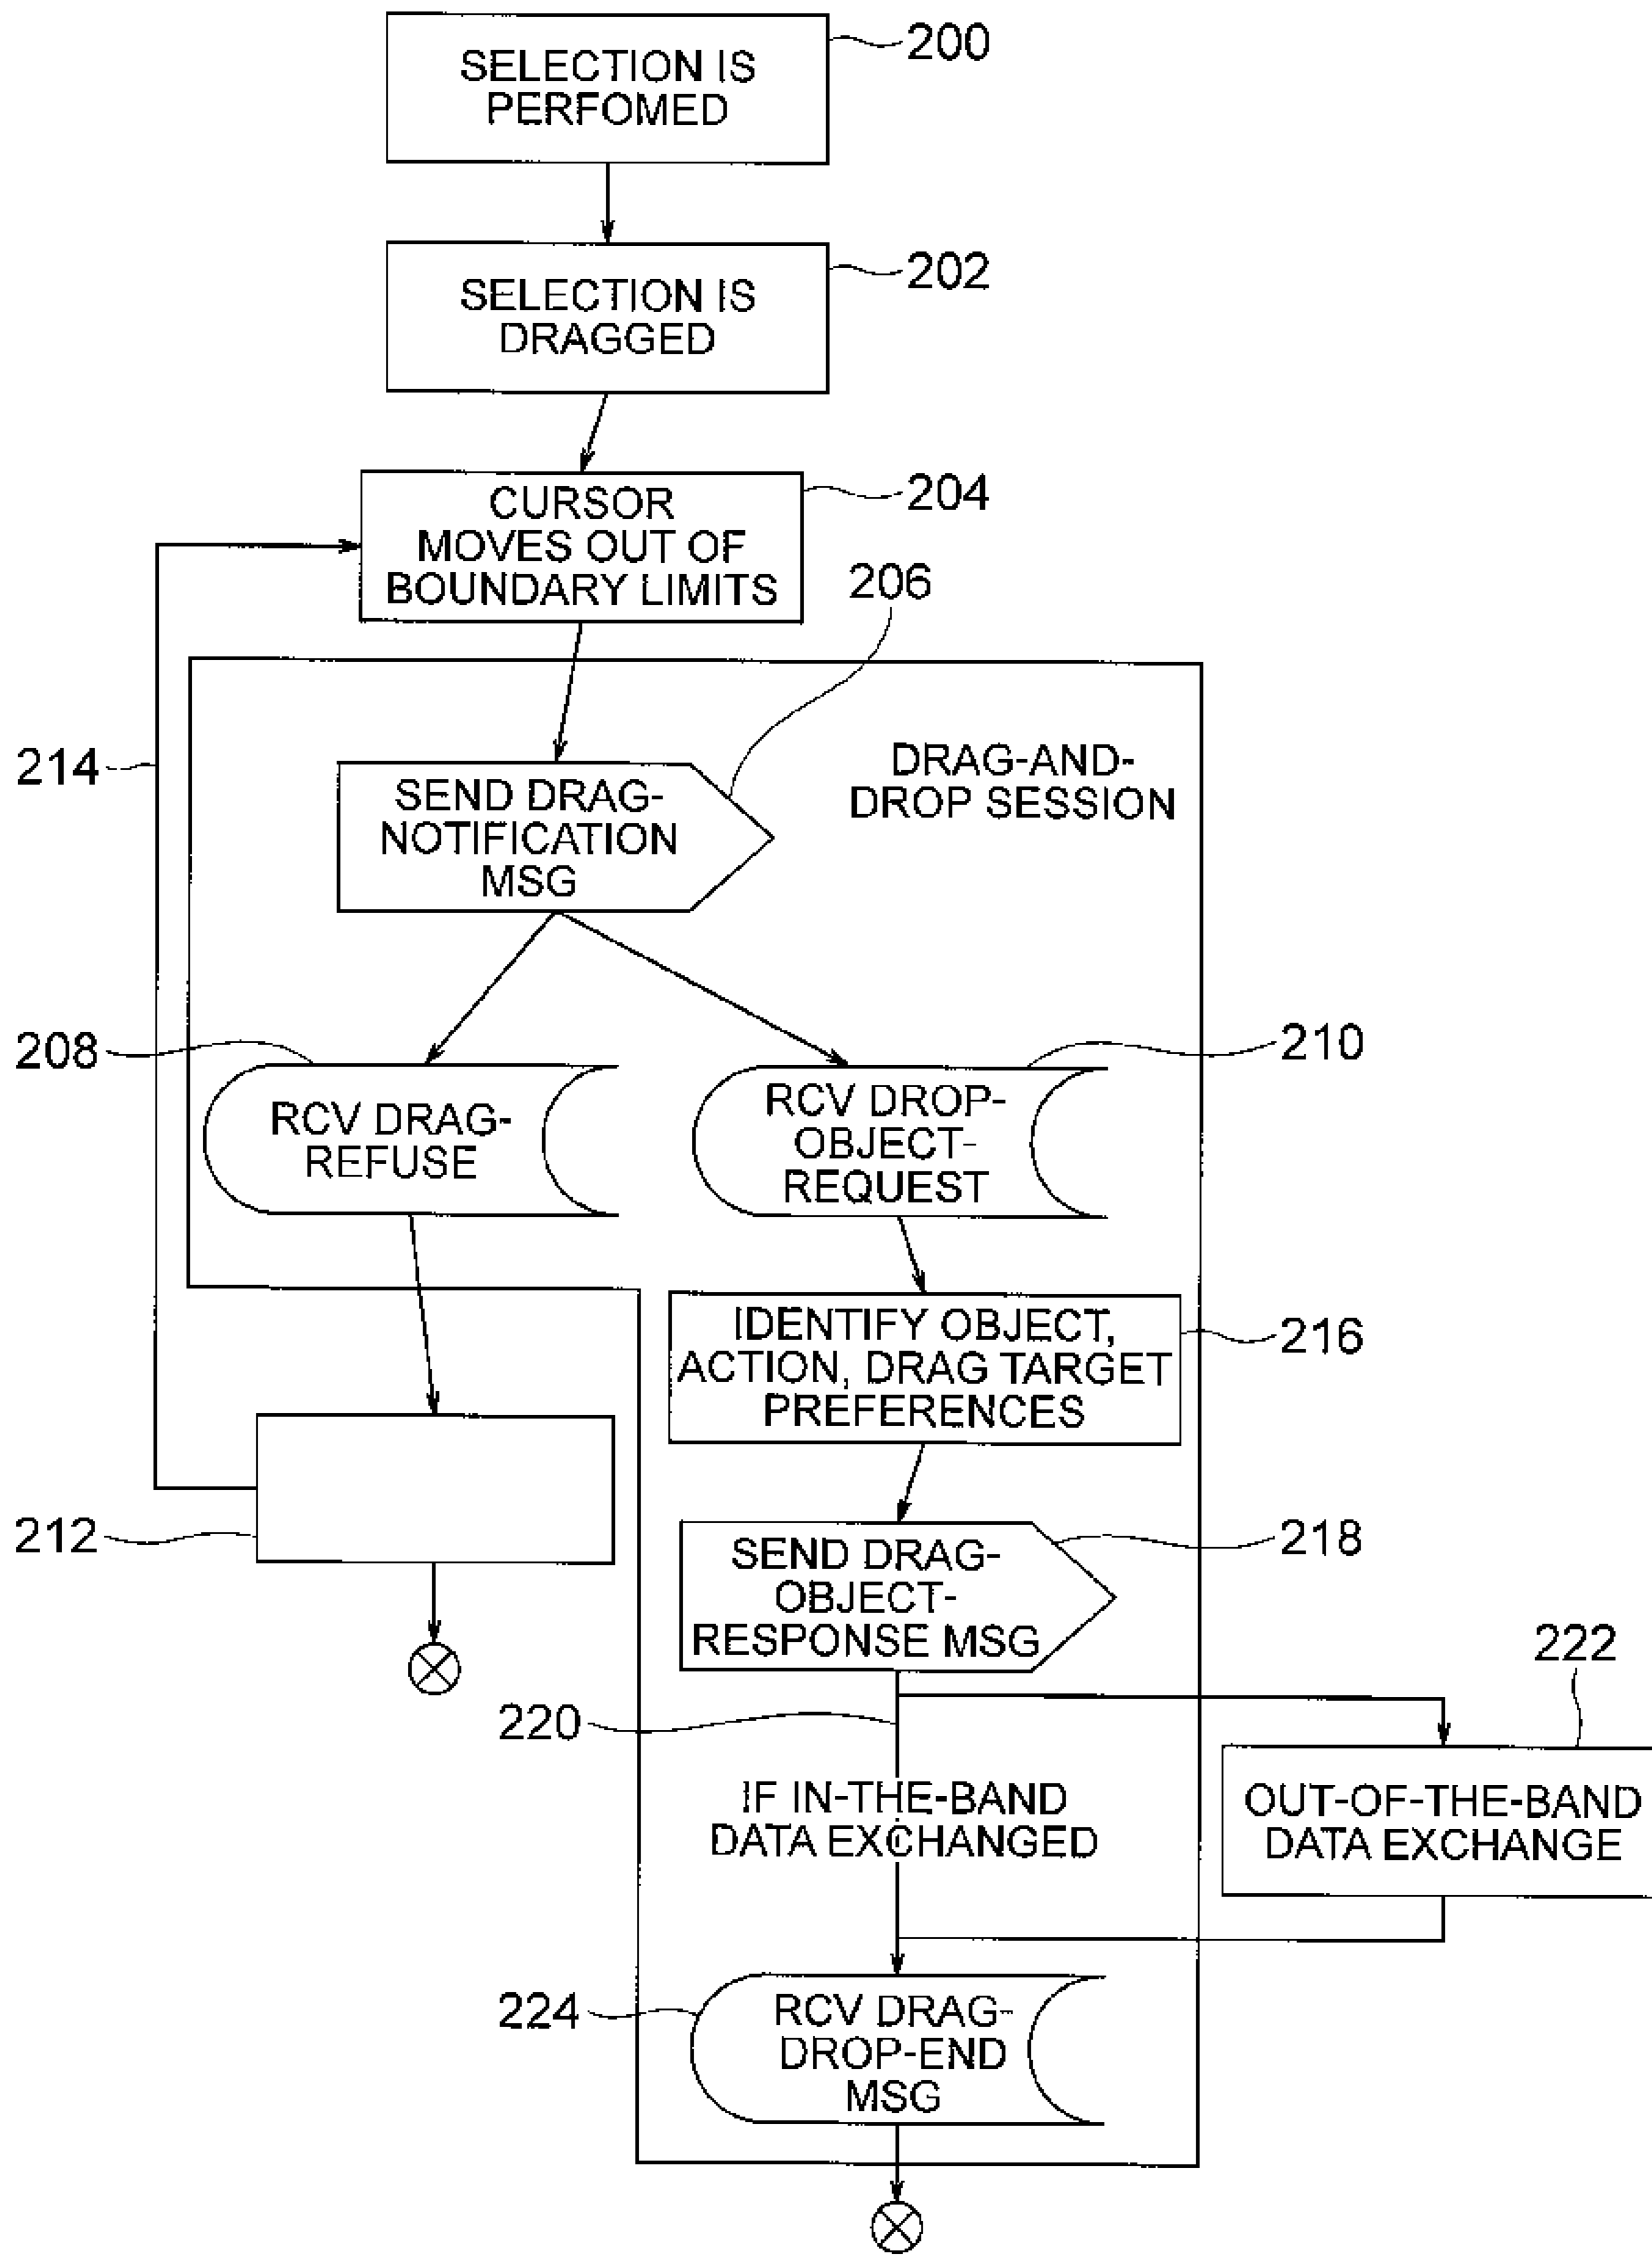 200
SELECTION IS
PERFOMED
202
SELECTION IS
DRAGGED
204
CURSOR
MOVES OUT OF
BOUNDARY LIMITS
206
214
DRAG-AND-
DROP SESSION
SEND DRAG-
NOTIFICATION
MSG
208
210
RCV DRAG-
REFUSE
RCV DROP-
OBJECT-
REQUEST
IDENTIFY OBJECT,
ACTION, DRAG TARGET
PREFERENCES
216
212
SEND DRAG-
OBJECT-
RESPONSE MSG
218
222
220
IF IN-THE-BAND
DATA EXCHANGED
OUT-OF-THE-BAND
DATA EXCHANGE
224
RCV DRAG-
DROP-END
MSG